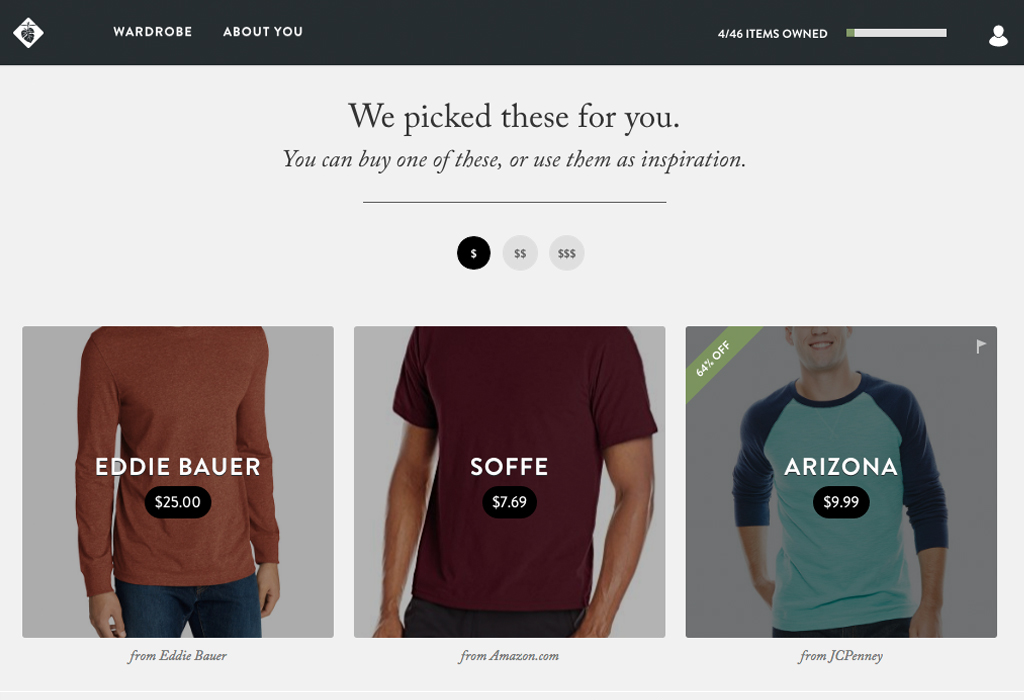 WARDROBE ABOUT YOU 4/46 ITEMS OWNED
We picked these for you.
You can buy one of these, or use them as inspiration.
$ $$ $$$
64% OFF
EDDIE BAUER
$25.00
from Eddie Bauer
SOFFE
$7.69
from Amazon.com
ARIZONA
$9.99
from JCPenney